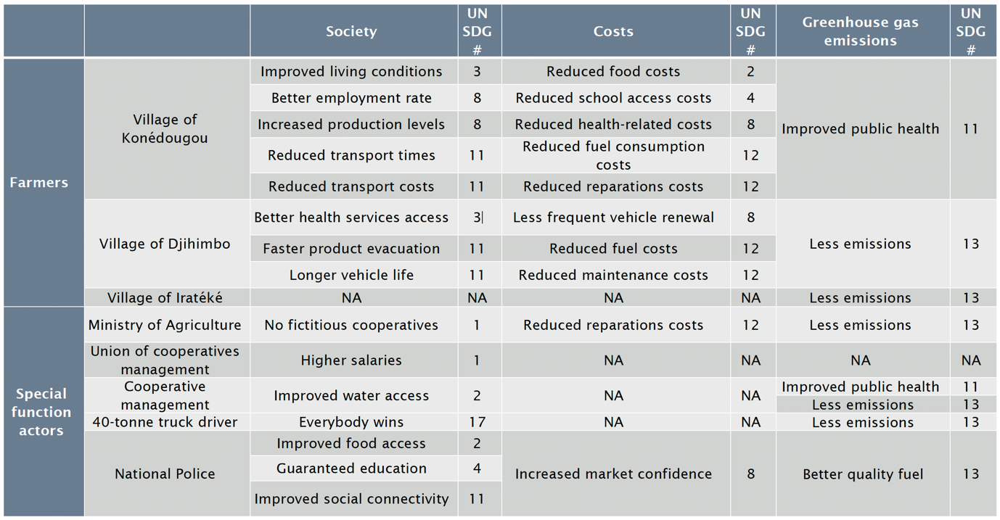 Society UN SDG # Costs UN SDG # Greenhouse gas emissions UN SDG #
Farmers
Village of Konédougou
Improved living conditions 3 Reduced food costs 2
Better employment rate 8 Reduced school access costs 4
Increased production levels 8 Reduced health-related costs 8 Improved public health 11
Reduced transport times 11 Reduced fuel consumption costs 12
Reduced transport costs 11 Reduced reparations costs 12
Village of Djihimbo
Better health services access 3 Less frequent vehicle renewal 8
Faster product evacuation 11 Reduced fuel costs 12 Less emissions 13
Longer vehicle life 11 Reduced maintenance costs 12
Village of Iratéké NA NA NA NA Less emissions 13
Special function actors
Ministry of Agriculture No fictitious cooperatives 1 Reduced reparations costs 12 Less emissions 13
Union of cooperatives management Higher salaries 1 NA NA NA NA
Cooperative management Improved water access 2 NA NA Improved public health 11
Less emissions 13
40-tonne truck driver Everybody wins 17 NA NA Less emissions 13
National Police
Improved food access 2
Guaranteed education 4 Increased market confidence 8 Better quality fuel 13
Improved social connectivity 11